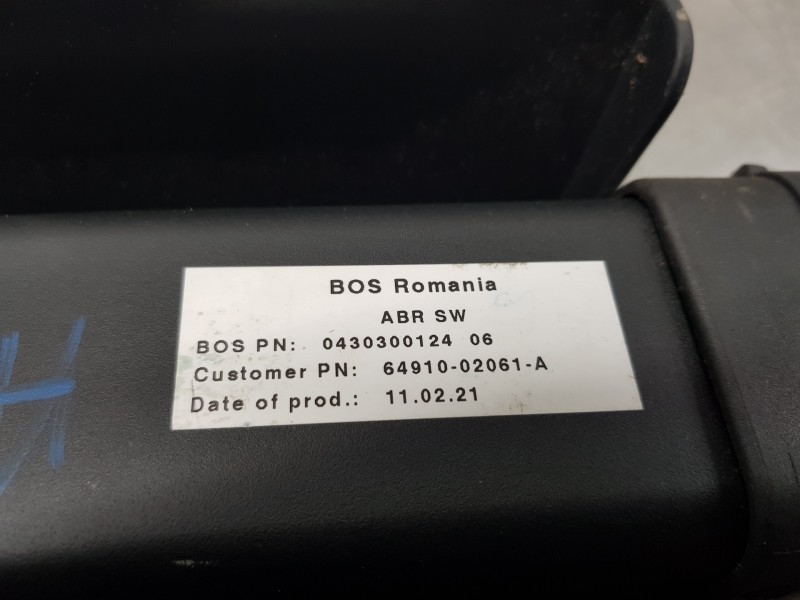 BOS Romania
ABR SW
BOS PN: 0430300124 06
Customer PN: 64910-02061-A
Date of prod.: 11.02.21